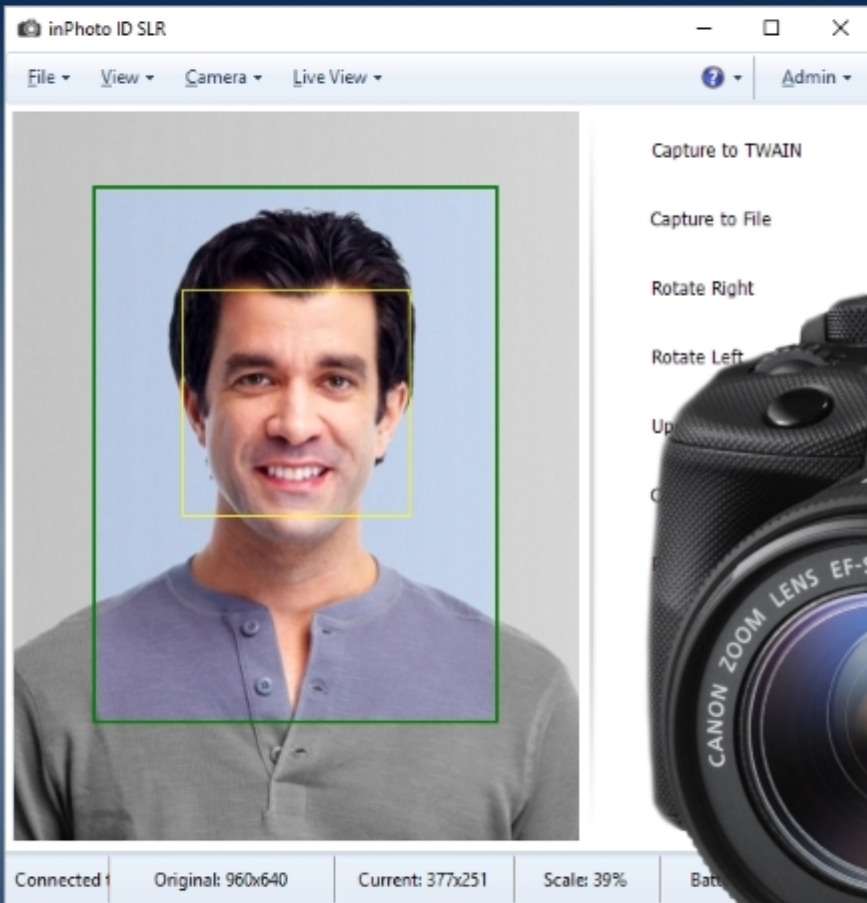 inPhoto ID SLR
File View Camera Live View ? Admin
Capture to TWAIN
Capture to File
Rotate Right
Rotate Left
CANON ZOOM LENS
Connected Original: 960x640 Current: 377x251 Scale: 39%